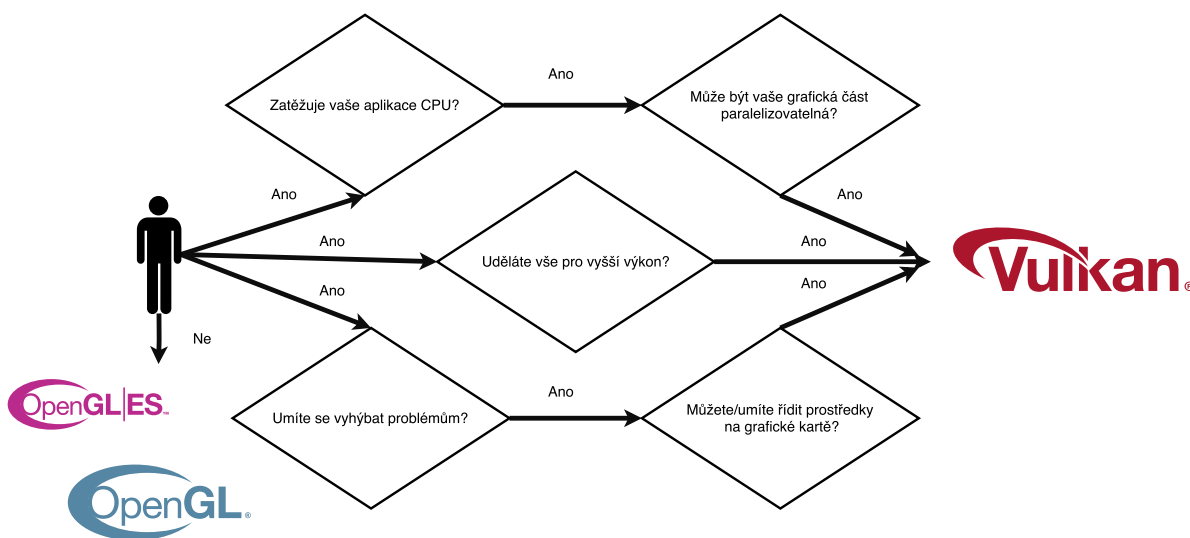 Ano
Zatěžuje vaše aplikace CPU?
Může být vaše grafická část
paralelizovatelná?
Ano
Ano
Ano
Uděláte vše pro vyšší výkon?
Ano
Vulkan®
Ano
Ano
Ne
OpenGL|ES™
Ano
Umíte se vyhýbat problémům?
Můžete/umíte řídit prostředky
na grafické kartě?
OpenGL®